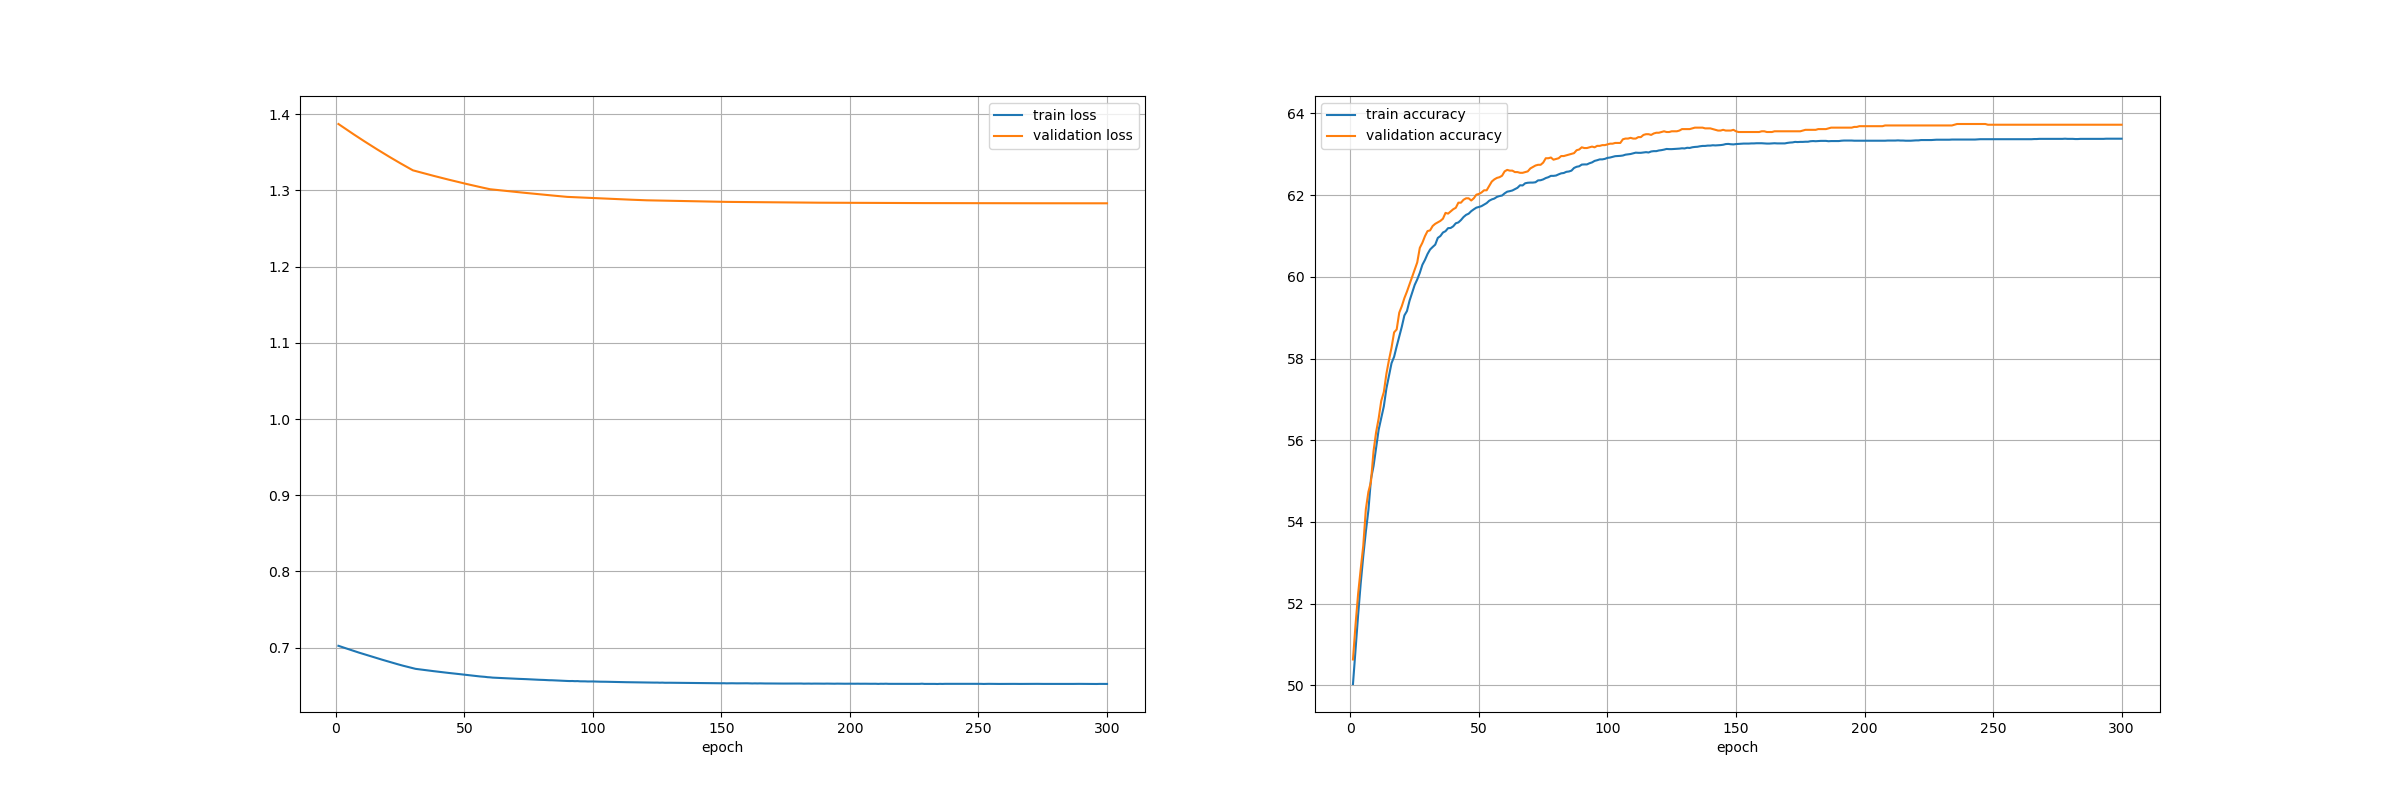 1.4
1.3
1.2
1.1
1.0
0.9
0.8
0.7
0 50 100 150 200 250 300
epoch
train loss
validation loss
64
62
60
58
56
54
52
50
0 50 100 150 200 250 300
epoch
train accuracy
validation accuracy